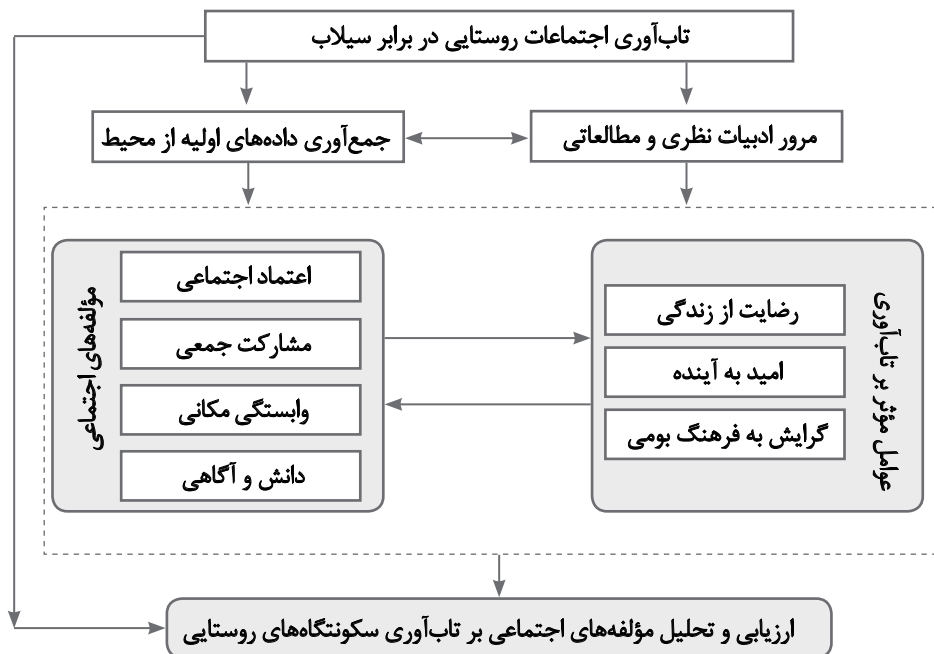 تاب‌آوری اجتماعات روستایی در برابر سیلاب
مرور ادبیات نظری و مطالعاتی
جمع‌آوری داده‌های اولیه از محیط
عوامل مؤثر بر تاب‌آوری
رضایت از زندگی
امید به آینده
گرایش به فرهنگ بومی
مؤلفه‌های اجتماعی
اعتماد اجتماعی
مشارکت جمعی
وابستگی مکانی
دانش و آگاهی
ارزیابی و تحلیل مؤلفه‌های اجتماعی بر تاب‌آوری سکونتگاه‌های روستایی